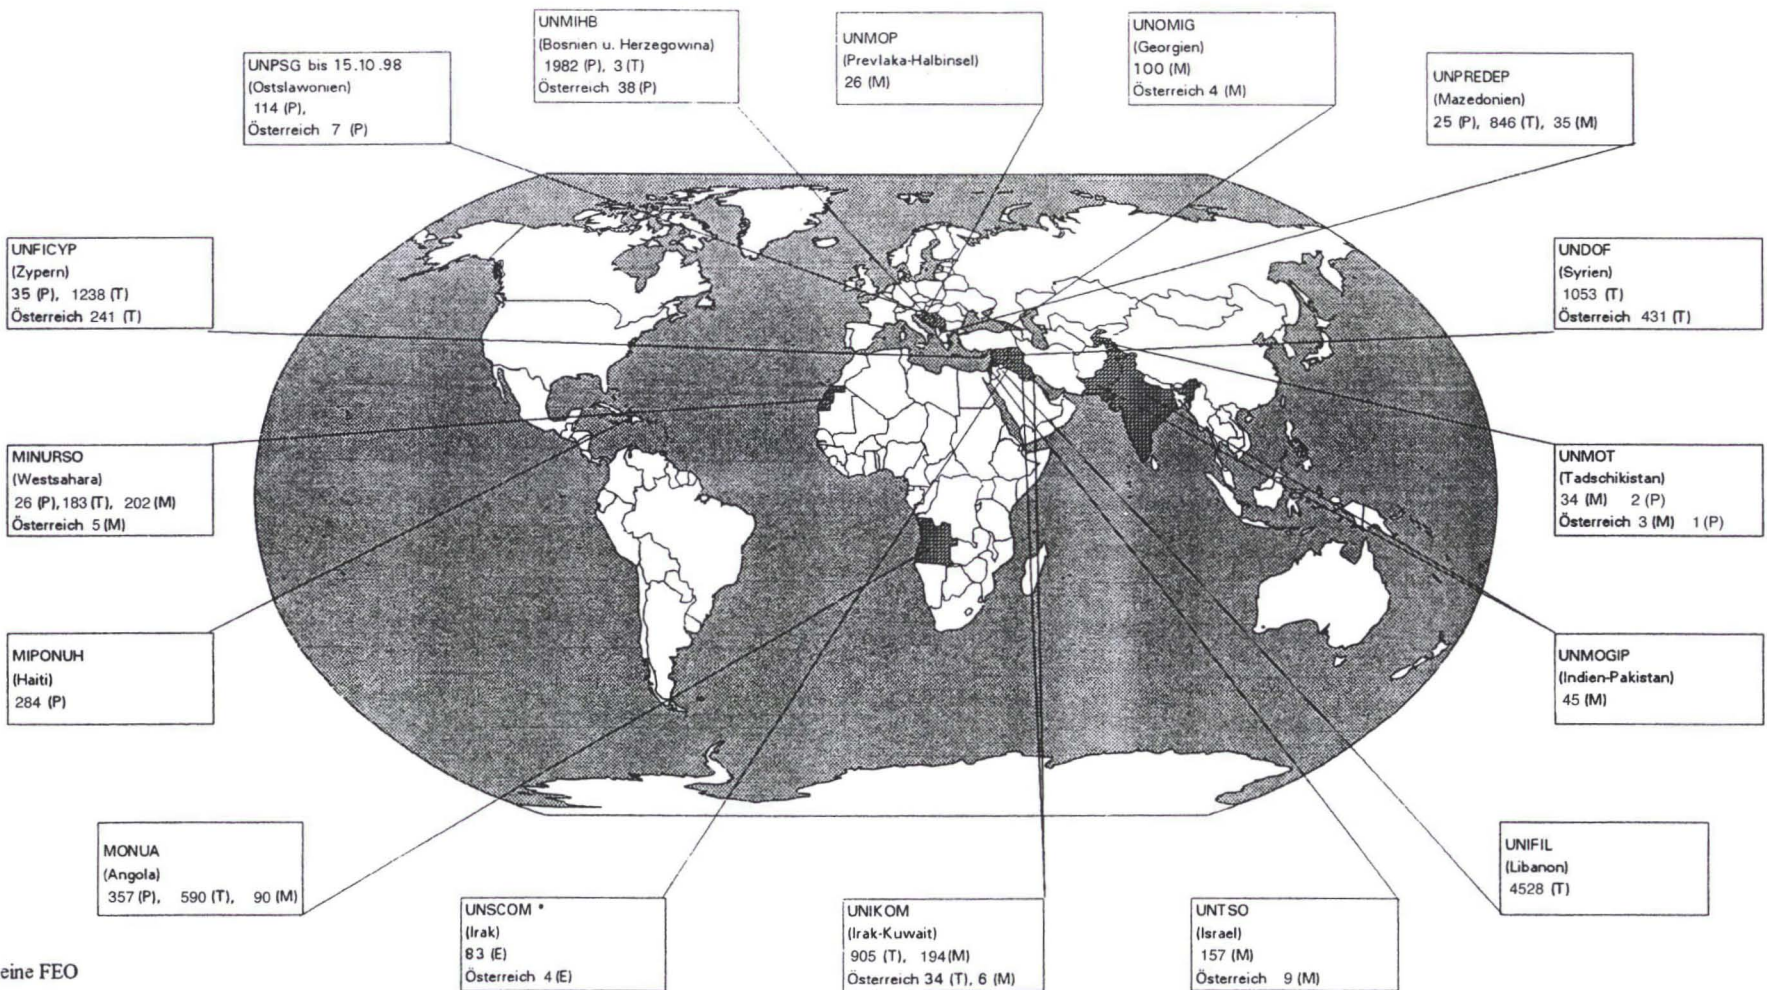 UNMIHB
(Bosnien u. Herzegowina)
1982 (P), 3 (T)
Österreich 38 (P)
UNMOP
(Prevlaka-Halbinsel)
26 (M)
UNOMIG
(Georgien)
100 (M)
Österreich 4 (M)
UNPSG bis 15.10.98
(Ostslawonien)
114 (P),
Österreich 7 (P)
UNPREDEP
(Mazedonien)
25 (P), 846 (T), 35 (M)
UNFICYP
(Zypern)
35 (P), 1238 (T)
Österreich 241 (T)
UNDOF
(Syrien)
1053 (T)
Österreich 431 (T)
MINURSO
(Westsahara)
26 (P), 183 (T), 202 (M)
Österreich 5 (M)
UNMOT
(Tadschikistan)
34 (M) 2 (P)
Österreich 3 (M) 1 (P)
MIPONUH
(Haiti)
284 (P)
UNMOGIP
(Indien-Pakistan)
45 (M)
MONUA
(Angola)
357 (P), 590 (T), 90 (M)
UNSCOM *
(Irak)
83 (E)
Österreich 4 (E)
UNIKOM
(Irak-Kuwait)
905 (T), 194 (M)
Österreich 34 (T), 6 (M)
UNTSO
(Israel)
157 (M)
Österreich 9 (M)
UNIFIL
(Libanon)
4528 (T)
eine FEO